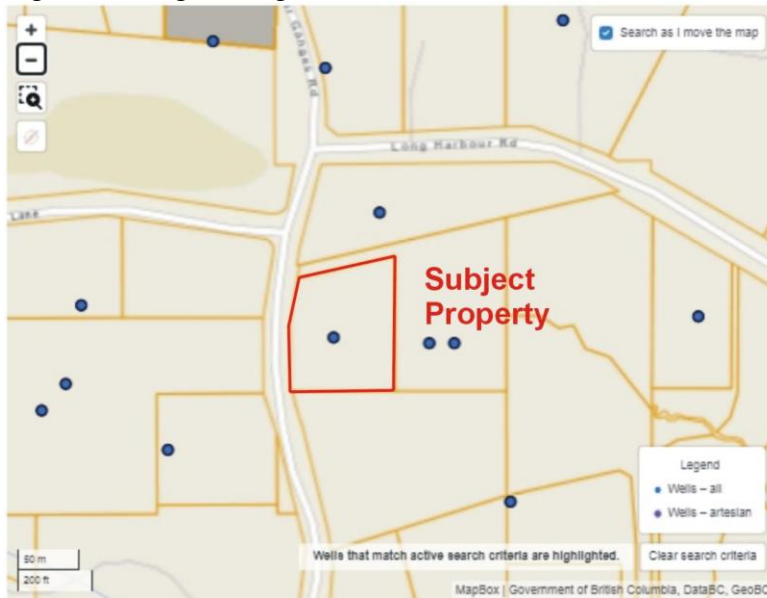 +
−
Search as I move the map
Ganges Rd
Long Harbour Rd
Lane
Subject
Property
Legend
Wells – all
Wells – artesian
50 m
200 ft
Wells that match active search criteria are highlighted.
Clear search criteria
MapBox | Government of British Columbia, DataBC, GeoBC